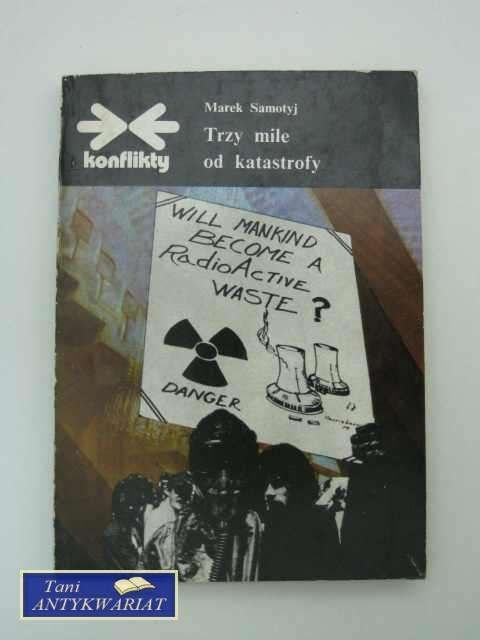 Marek Samotyj
Trzy mile
od katastrofy
konflikty
WILL MANKIND
BECOME A
RadioActive
WASTE?
DANGER
Tani
ANTYKWARIAT